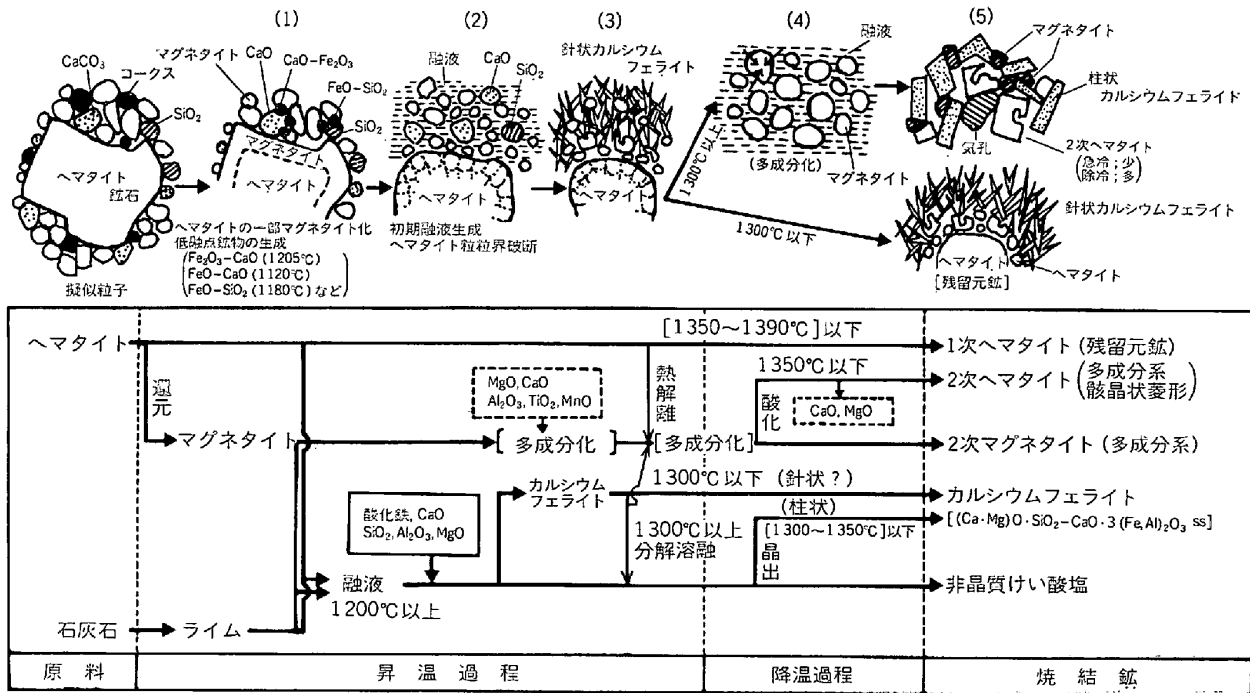 (1)
(2)
(3)
(4)
(5)
CaCO₃
コークス
マグネタイト
CaO
CaO-Fe₂O₃
FeO-SiO₂
SiO₂
SiO₂
ヘマタイト
鉱石
擬似粒子
マグネタイト
ヘマタイト
ヘマタイトの一部マグネタイト化
低融点鉱物の生成
(Fe₂O₃-CaO (1205℃)
FeO-CaO (1120℃)
FeO-SiO₂ (1180℃) など)
融液
CaO
SiO₂
ヘマタイト
初期融液生成
ヘマタイト粒粒界破断
針状カルシウム
フェライト
ヘマタイト
1300℃以上
1300℃以下
融液
(多成分化)
マグネタイト
マグネタイト
柱状
カルシウムフェライド
気孔
2次ヘマタイト
(急冷;少
除冷;多)
針状カルシウムフェライト
ヘマタイト
[残留元鉱]
ヘマタイト
ヘマタイト
[1350〜1390℃]以下
1次ヘマタイト(残留元鉱)
還元
MgO, CaO
Al₂O₃, TiO₂, MnO
熱解離
1350℃以下
酸化
CaO, MgO
2次ヘマタイト(多成分系
骸晶状菱形)
マグネタイト
[多成分化]
[多成分化]
2次マグネタイト(多成分系)
カルシウム
フェライト
1300℃以下 (針状?)
カルシウムフェライト
酸化鉄, CaO
SiO₂, Al₂O₃, MgO
1300℃以上
分解溶融
(柱状)
[1300〜1350℃]以下
[(Ca·Mg)O·SiO₂-CaO·3(Fe,Al)₂O₃ ss]
晶出
融液
1200℃以上
非晶質けい酸塩
石灰石
ライム
原料
昇温過程
降温過程
焼結鉱